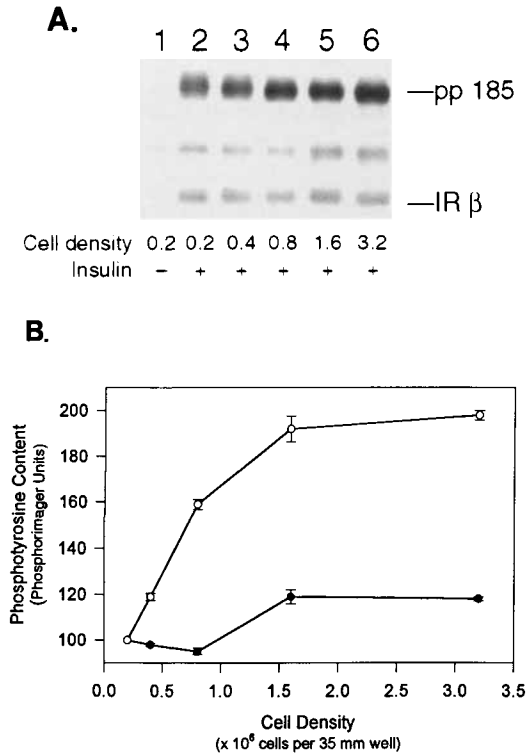 A.
1 2 3 4 5 6
—pp 185
—IR β
Cell density 0.2 0.2 0.4 0.8 1.6 3.2
Insulin − + + + + +
B.
Phosphotyrosine Content
(Phosphorimager Units)
200
180
160
140
120
100
0.0 0.5 1.0 1.5 2.0 2.5 3.0 3.5
Cell Density
(x 10⁶ cells per 35 mm well)